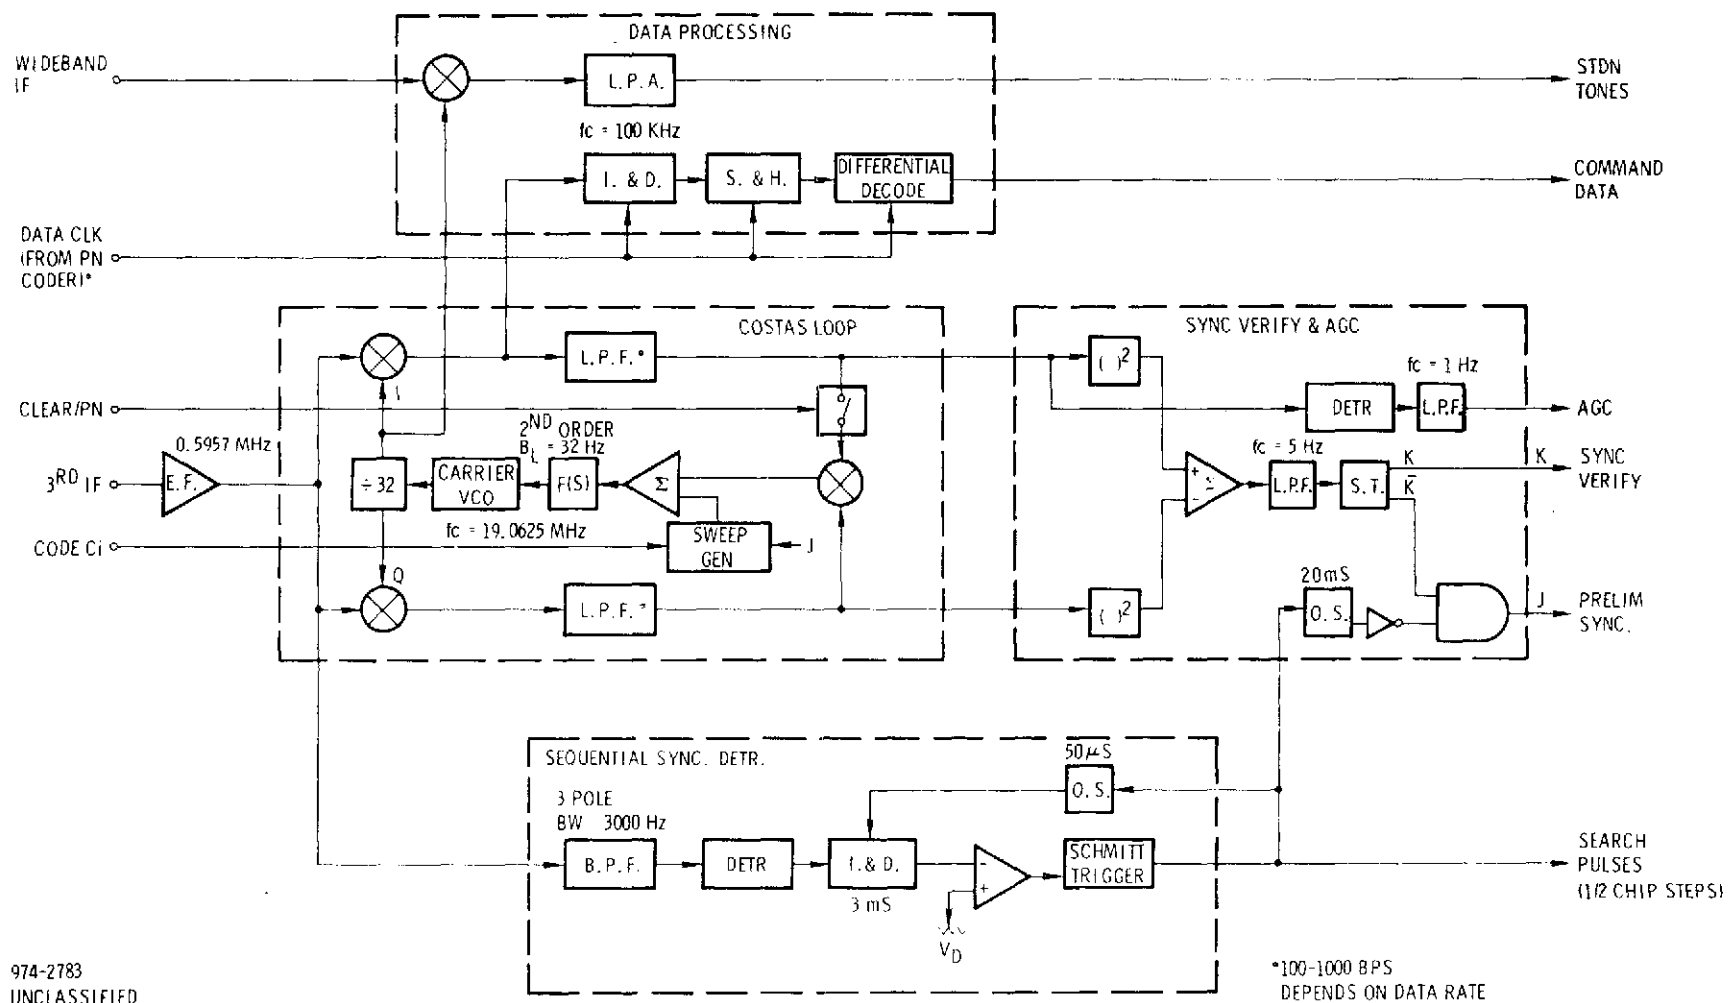 DATA PROCESSING
WIDEBAND
IF
L.P.A.
STDN
TONES
fc = 100 KHz
I. & D.
S. & H.
DIFFERENTIAL
DECODE
COMMAND
DATA
DATA CLK
(FROM PN
CODER)*
COSTAS LOOP
SYNC VERIFY & AGC
L.P.F.*
( )²
fc = 1 Hz
I
CLEAR/PN
DETR
L.P.F.
AGC
2ND ORDER
BL = 32 Hz
0.5957 MHz
fc = 5 Hz
3RD IF
E.F.
÷ 32
CARRIER
VCO
F(S)
Σ
+
-
Σ
L.P.F.
S.T.
K
K̅
K
SYNC
VERIFY
fc = 19.0625 MHz
CODE Ci
SWEEP
GEN
J
Q
L.P.F.*
( )²
20mS
O.S.
J
PRELIM
SYNC.
SEQUENTIAL SYNC. DETR.
50μS
O.S.
3 POLE
BW 3000 Hz
B.P.F.
DETR
I.&D.
-
+
SCHMITT
TRIGGER
3 mS
VD
SEARCH
PULSES
(1/2 CHIP STEPS)
974-2783
UNCLASSIFIED
*100-1000 BPS
DEPENDS ON DATA RATE